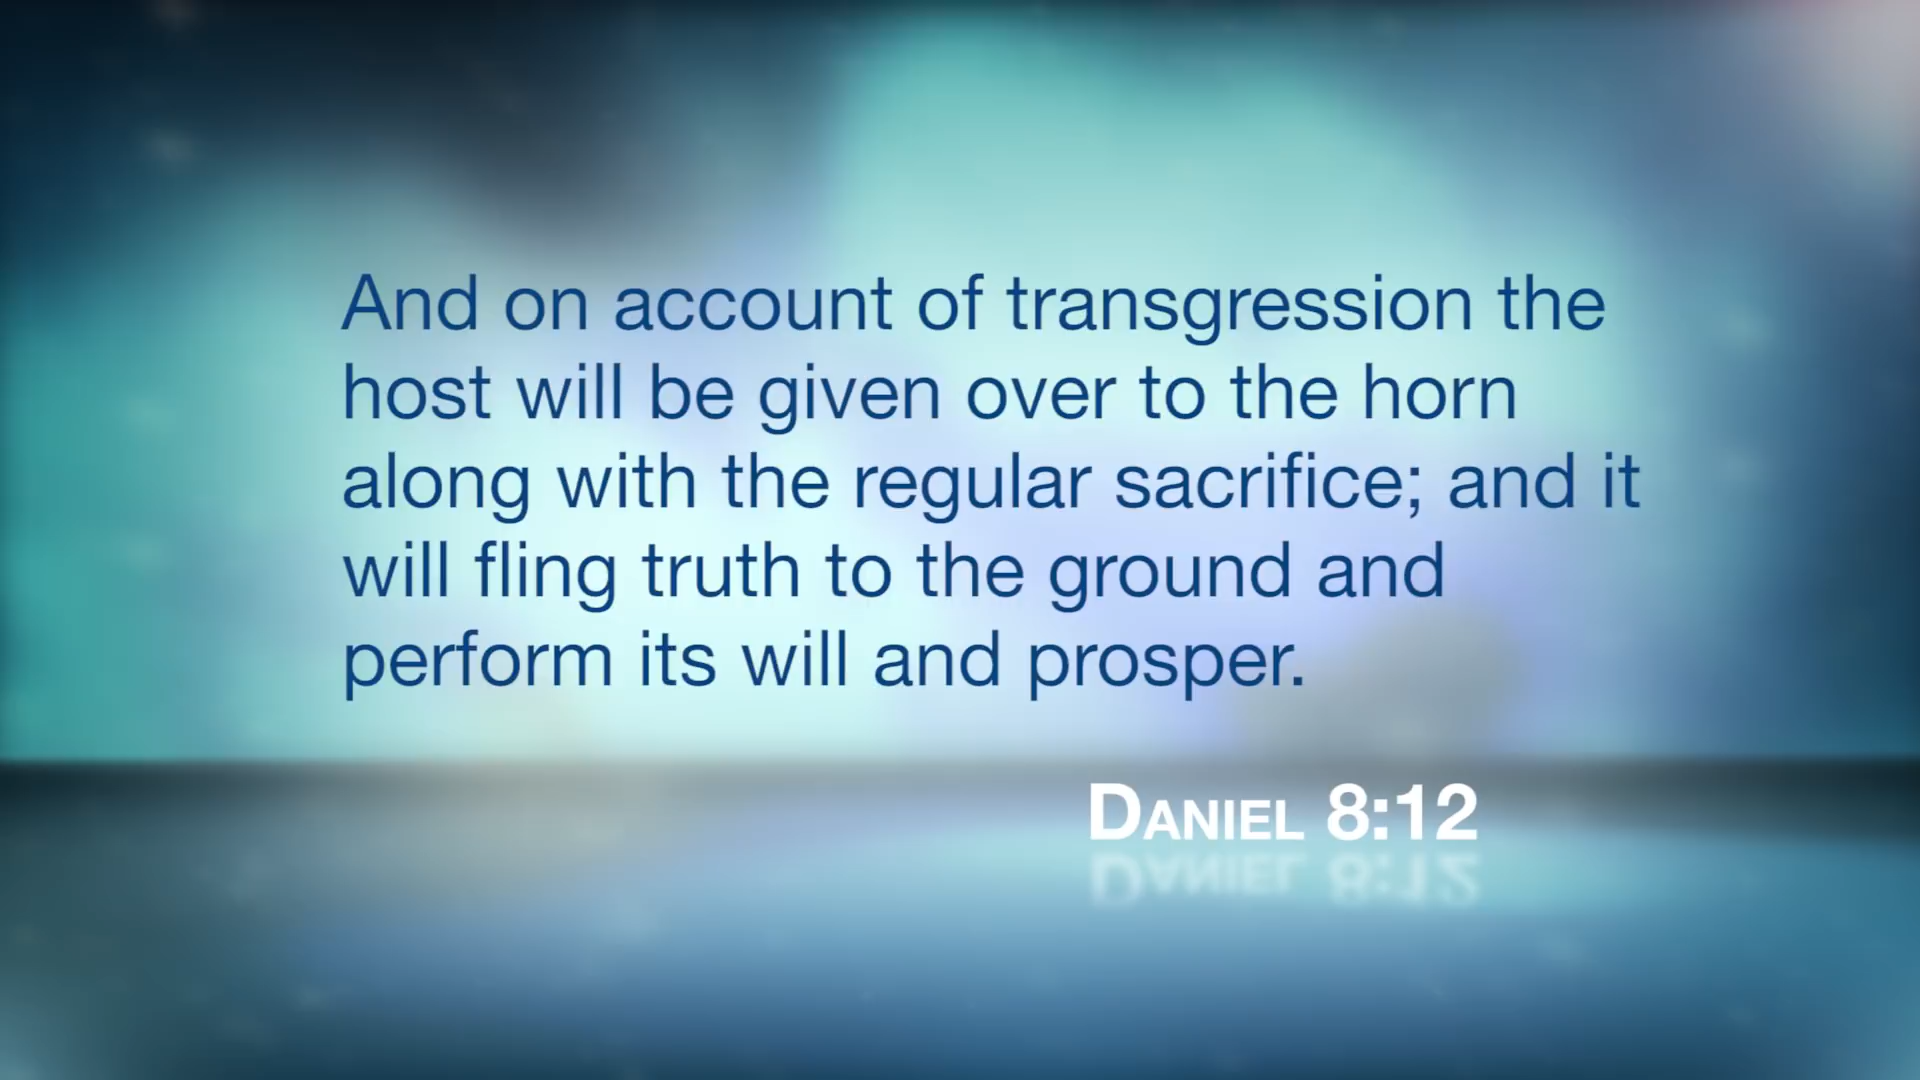 And on account of transgression the
host will be given over to the horn
along with the regular sacrifice; and it
will fling truth to the ground and
perform its will and prosper.
Daniel 8:12